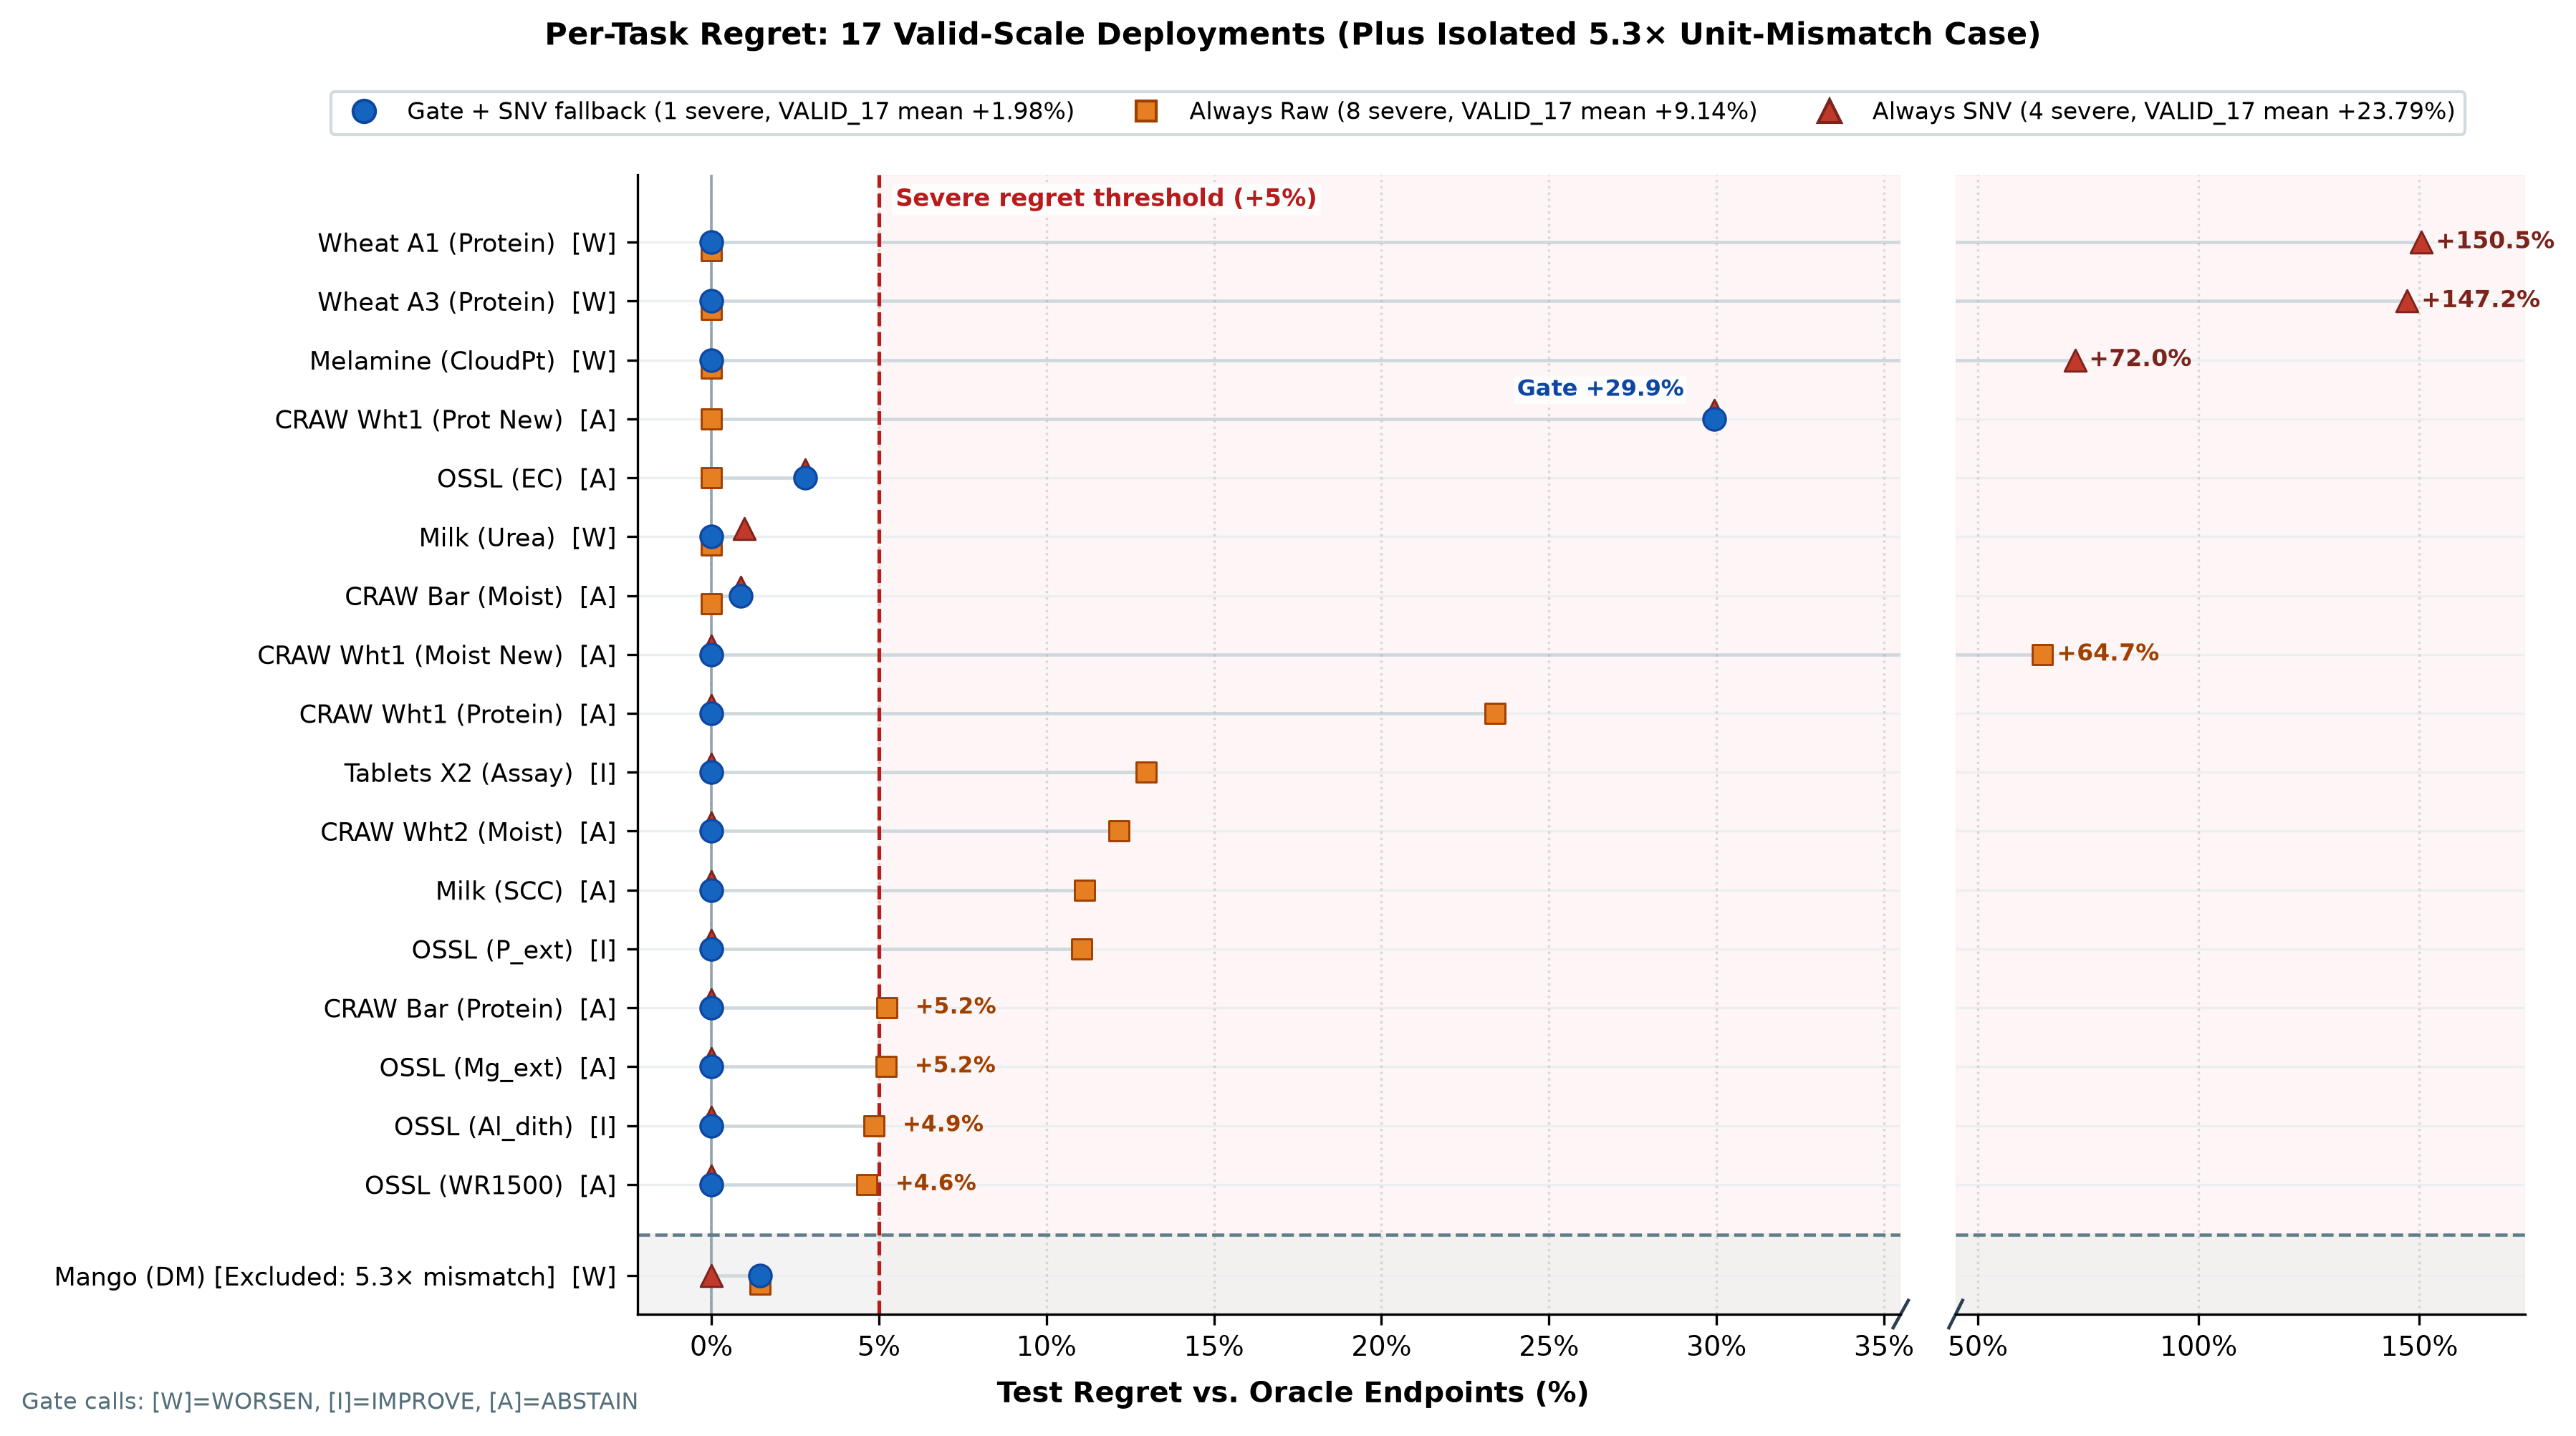 Per-Task Regret: 17 Valid-Scale Deployments (Plus Isolated 5.3× Unit-Mismatch Case)
Gate + SNV fallback (1 severe, VALID_17 mean +1.98%)
Always Raw (8 severe, VALID_17 mean +9.14%)
Always SNV (4 severe, VALID_17 mean +23.79%)
Severe regret threshold (+5%)
Wheat A1 (Protein) [W]
+150.5%
Wheat A3 (Protein) [W]
+147.2%
Melamine (CloudPt) [W]
+72.0%
Gate +29.9%
CRAW Wht1 (Prot New) [A]
OSSL (EC) [A]
Milk (Urea) [W]
CRAW Bar (Moist) [A]
CRAW Wht1 (Moist New) [A]
+64.7%
CRAW Wht1 (Protein) [A]
Tablets X2 (Assay) [I]
CRAW Wht2 (Moist) [A]
Milk (SCC) [A]
OSSL (P_ext) [I]
CRAW Bar (Protein) [A]
+5.2%
OSSL (Mg_ext) [A]
+5.2%
OSSL (Al_dith) [I]
+4.9%
OSSL (WR1500) [A]
+4.6%
Mango (DM) [Excluded: 5.3× mismatch] [W]
0% 5% 10% 15% 20% 25% 30% 35% 50% 100% 150%
Test Regret vs. Oracle Endpoints (%)
Gate calls: [W]=WORSEN, [I]=IMPROVE, [A]=ABSTAIN